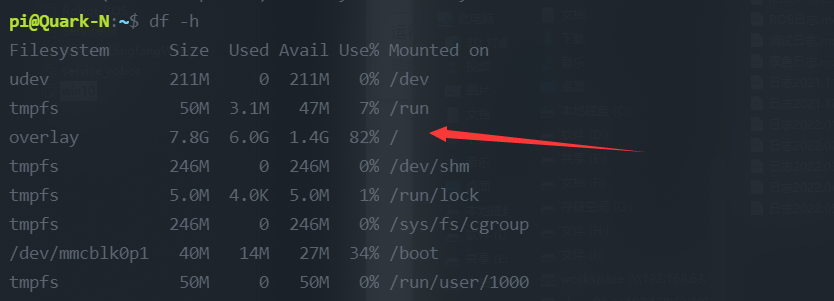 pi@Quark-N:~$ df -h
Filesystem      Size  Used Avail Use% Mounted on
udev            211M     0  211M   0% /dev
tmpfs            50M  3.1M   47M   7% /run
overlay         7.8G  6.0G  1.4G  82% /
tmpfs           246M     0  246M   0% /dev/shm
tmpfs           5.0M  4.0K  5.0M   1% /run/lock
tmpfs           246M     0  246M   0% /sys/fs/cgroup
/dev/mmcblk0p1   40M   14M   27M  34% /boot
tmpfs            50M     0   50M   0% /run/user/1000